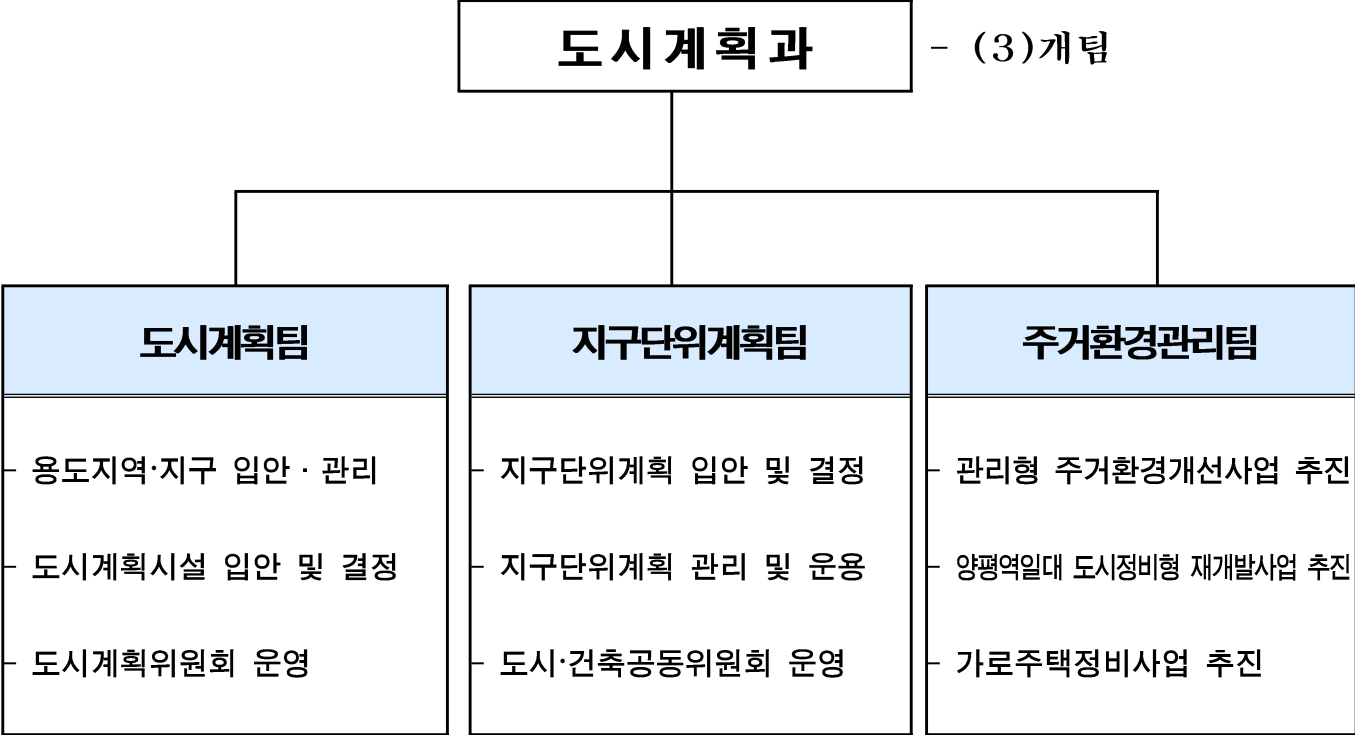 도시계획과
- (3)개팀
도시계획팀
- 용도지역·지구 입안 · 관리
- 도시계획시설 입안 및 결정
- 도시계획위원회 운영
지구단위계획팀
- 지구단위계획 입안 및 결정
- 지구단위계획 관리 및 운용
- 도시·건축공동위원회 운영
주거환경관리팀
- 관리형 주거환경개선사업 추진
- 양평역일대 도시정비형 재개발사업 추진
- 가로주택정비사업 추진